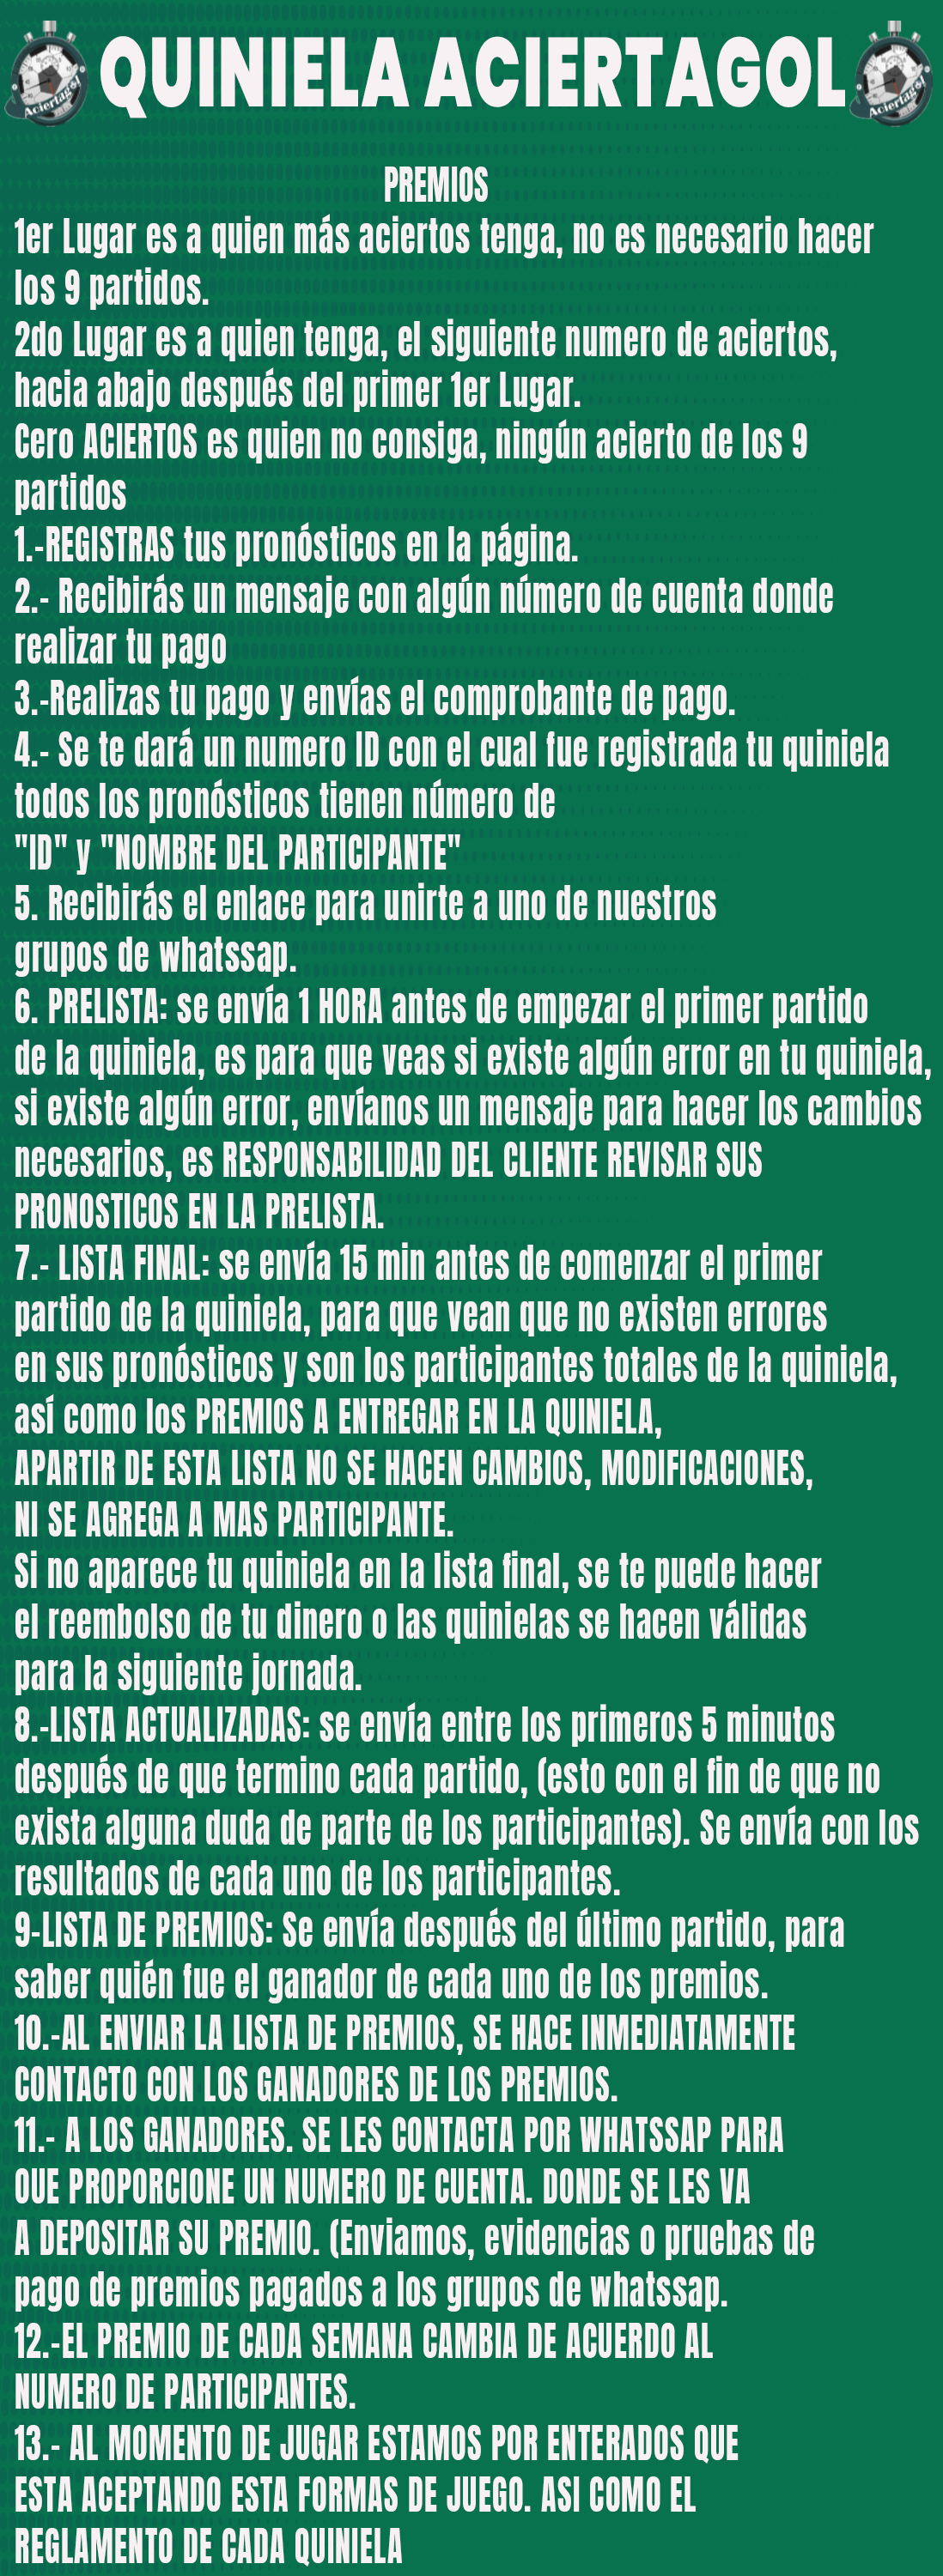 QUINIELA ACIERTAGOL
Aciertagol
Aciertagol
PREMIOS
1er Lugar es a quien más aciertos tenga, no es necesario hacer
los 9 partidos.
2do Lugar es a quien tenga, el siguiente numero de aciertos,
hacia abajo después del primer 1er Lugar.
Cero ACIERTOS es quien no consiga, ningún acierto de los 9
partidos
1.-REGISTRAS tus pronósticos en la página.
2.- Recibirás un mensaje con algún número de cuenta donde
realizar tu pago
3.-Realizas tu pago y envías el comprobante de pago.
4.- Se te dará un numero ID con el cual fue registrada tu quiniela
todos los pronósticos tienen número de
"ID" y "NOMBRE DEL PARTICIPANTE"
5. Recibirás el enlace para unirte a uno de nuestros
grupos de whatssap.
6. PRELISTA: se envía 1 HORA antes de empezar el primer partido
de la quiniela, es para que veas si existe algún error en tu quiniela,
si existe algún error, envíanos un mensaje para hacer los cambios
necesarios, es RESPONSABILIDAD DEL CLIENTE REVISAR SUS
PRONOSTICOS EN LA PRELISTA.
7.- LISTA FINAL: se envía 15 min antes de comenzar el primer
partido de la quiniela, para que vean que no existen errores
en sus pronósticos y son los participantes totales de la quiniela,
así como los PREMIOS A ENTREGAR EN LA QUINIELA,
APARTIR DE ESTA LISTA NO SE HACEN CAMBIOS, MODIFICACIONES,
NI SE AGREGA A MAS PARTICIPANTE.
Si no aparece tu quiniela en la lista final, se te puede hacer
el reembolso de tu dinero o las quinielas se hacen válidas
para la siguiente jornada.
8.-LISTA ACTUALIZADAS: se envía entre los primeros 5 minutos
después de que termino cada partido, (esto con el fin de que no
exista alguna duda de parte de los participantes). Se envía con los
resultados de cada uno de los participantes.
9-LISTA DE PREMIOS: Se envía después del último partido, para
saber quién fue el ganador de cada uno de los premios.
10.-AL ENVIAR LA LISTA DE PREMIOS, SE HACE INMEDIATAMENTE
CONTACTO CON LOS GANADORES DE LOS PREMIOS.
11.- A LOS GANADORES. SE LES CONTACTA POR WHATSSAP PARA
OUE PROPORCIONE UN NUMERO DE CUENTA. DONDE SE LES VA
A DEPOSITAR SU PREMIO. (Enviamos, evidencias o pruebas de
pago de premios pagados a los grupos de whatssap.
12.-EL PREMIO DE CADA SEMANA CAMBIA DE ACUERDO AL
NUMERO DE PARTICIPANTES.
13.- AL MOMENTO DE JUGAR ESTAMOS POR ENTERADOS QUE
ESTA ACEPTANDO ESTA FORMAS DE JUEGO. ASI COMO EL
REGLAMENTO DE CADA QUINIELA